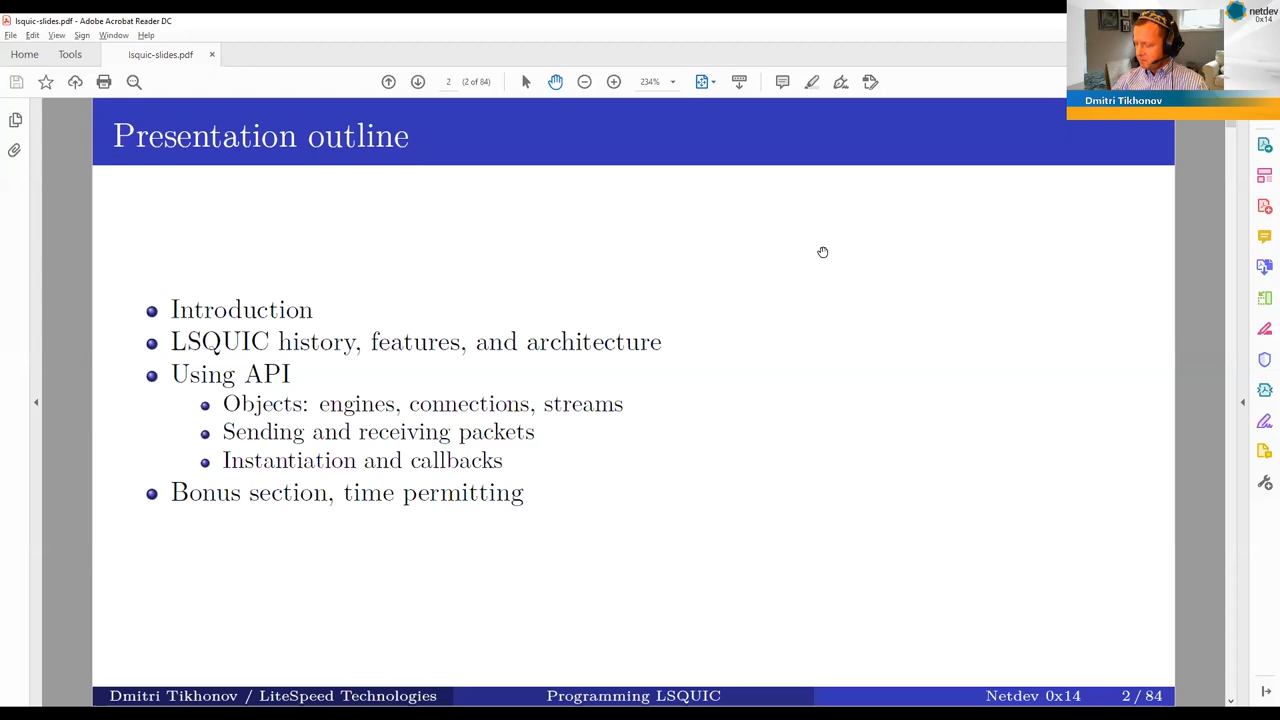 lsquic-slides.pdf - Adobe Acrobat Reader DC
File Edit View Sign Window Help
Home Tools lsquic-slides.pdf ×
2 (2 of 84) 234%
netdev
0x14
Dmitri Tikhonov
Presentation outline
Introduction
LSQUIC history, features, and architecture
Using API
Objects: engines, connections, streams
Sending and receiving packets
Instantiation and callbacks
Bonus section, time permitting
Dmitri Tikhonov / LiteSpeed Technologies Programming LSQUIC Netdev 0x14 2 / 84